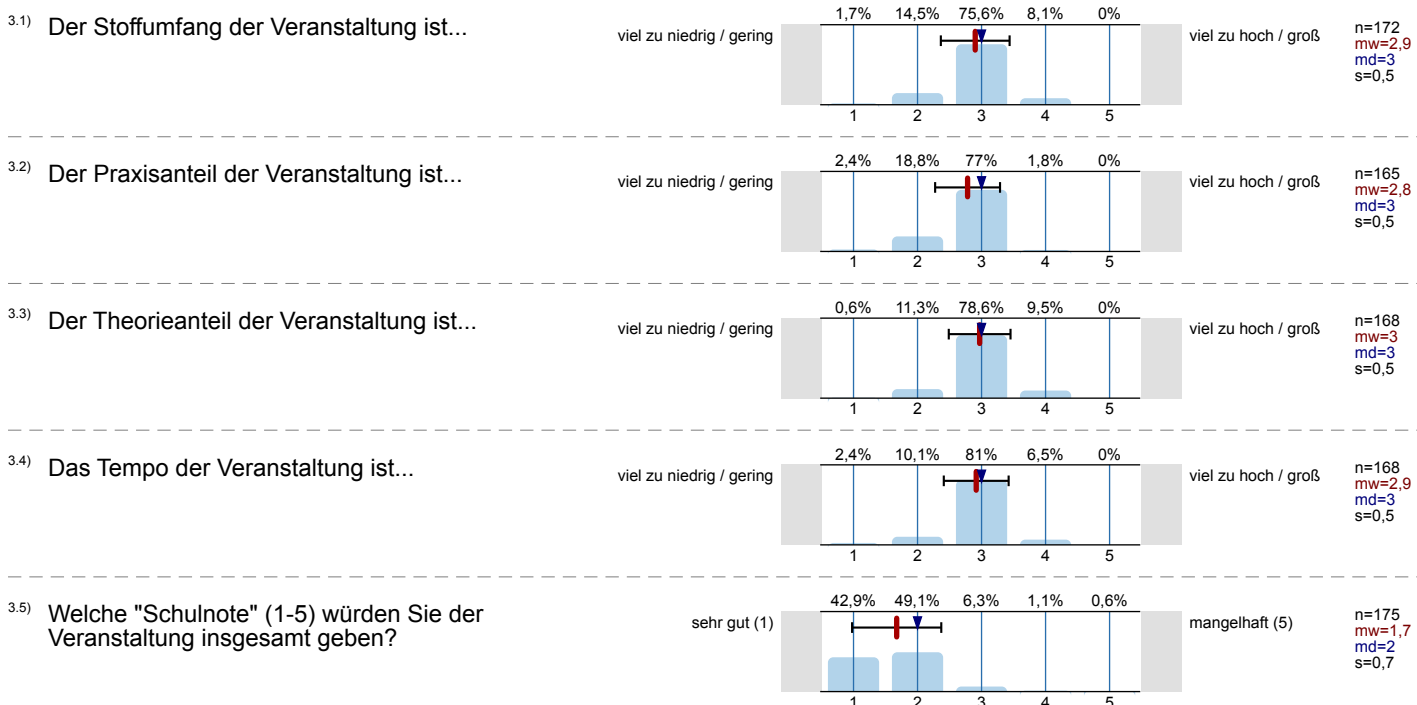 3.1) Der Stoffumfang der Veranstaltung ist...
viel zu niedrig / gering
1,7% 14,5% 75,6% 8,1% 0%
1 2 3 4 5
viel zu hoch / groß
n=172
mw=2,9
md=3
s=0,5
3.2) Der Praxisanteil der Veranstaltung ist...
viel zu niedrig / gering
2,4% 18,8% 77% 1,8% 0%
1 2 3 4 5
viel zu hoch / groß
n=165
mw=2,8
md=3
s=0,5
3.3) Der Theorieanteil der Veranstaltung ist...
viel zu niedrig / gering
0,6% 11,3% 78,6% 9,5% 0%
1 2 3 4 5
viel zu hoch / groß
n=168
mw=3
md=3
s=0,5
3.4) Das Tempo der Veranstaltung ist...
viel zu niedrig / gering
2,4% 10,1% 81% 6,5% 0%
1 2 3 4 5
viel zu hoch / groß
n=168
mw=2,9
md=3
s=0,5
3.5) Welche "Schulnote" (1-5) würden Sie der
Veranstaltung insgesamt geben?
sehr gut (1)
42,9% 49,1% 6,3% 1,1% 0,6%
1 2 3 4 5
mangelhaft (5)
n=175
mw=1,7
md=2
s=0,7